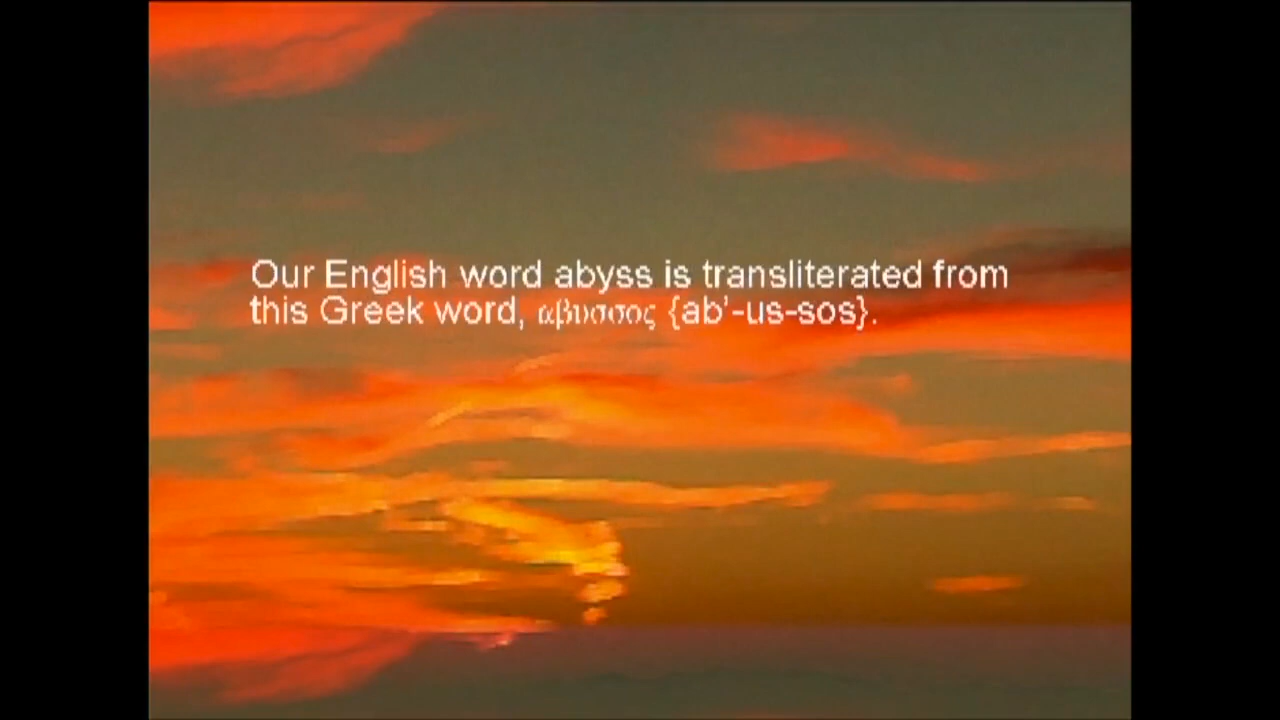 Our English word abyss is transliterated from
this Greek word, αβυσσος {ab'-us-sos}.